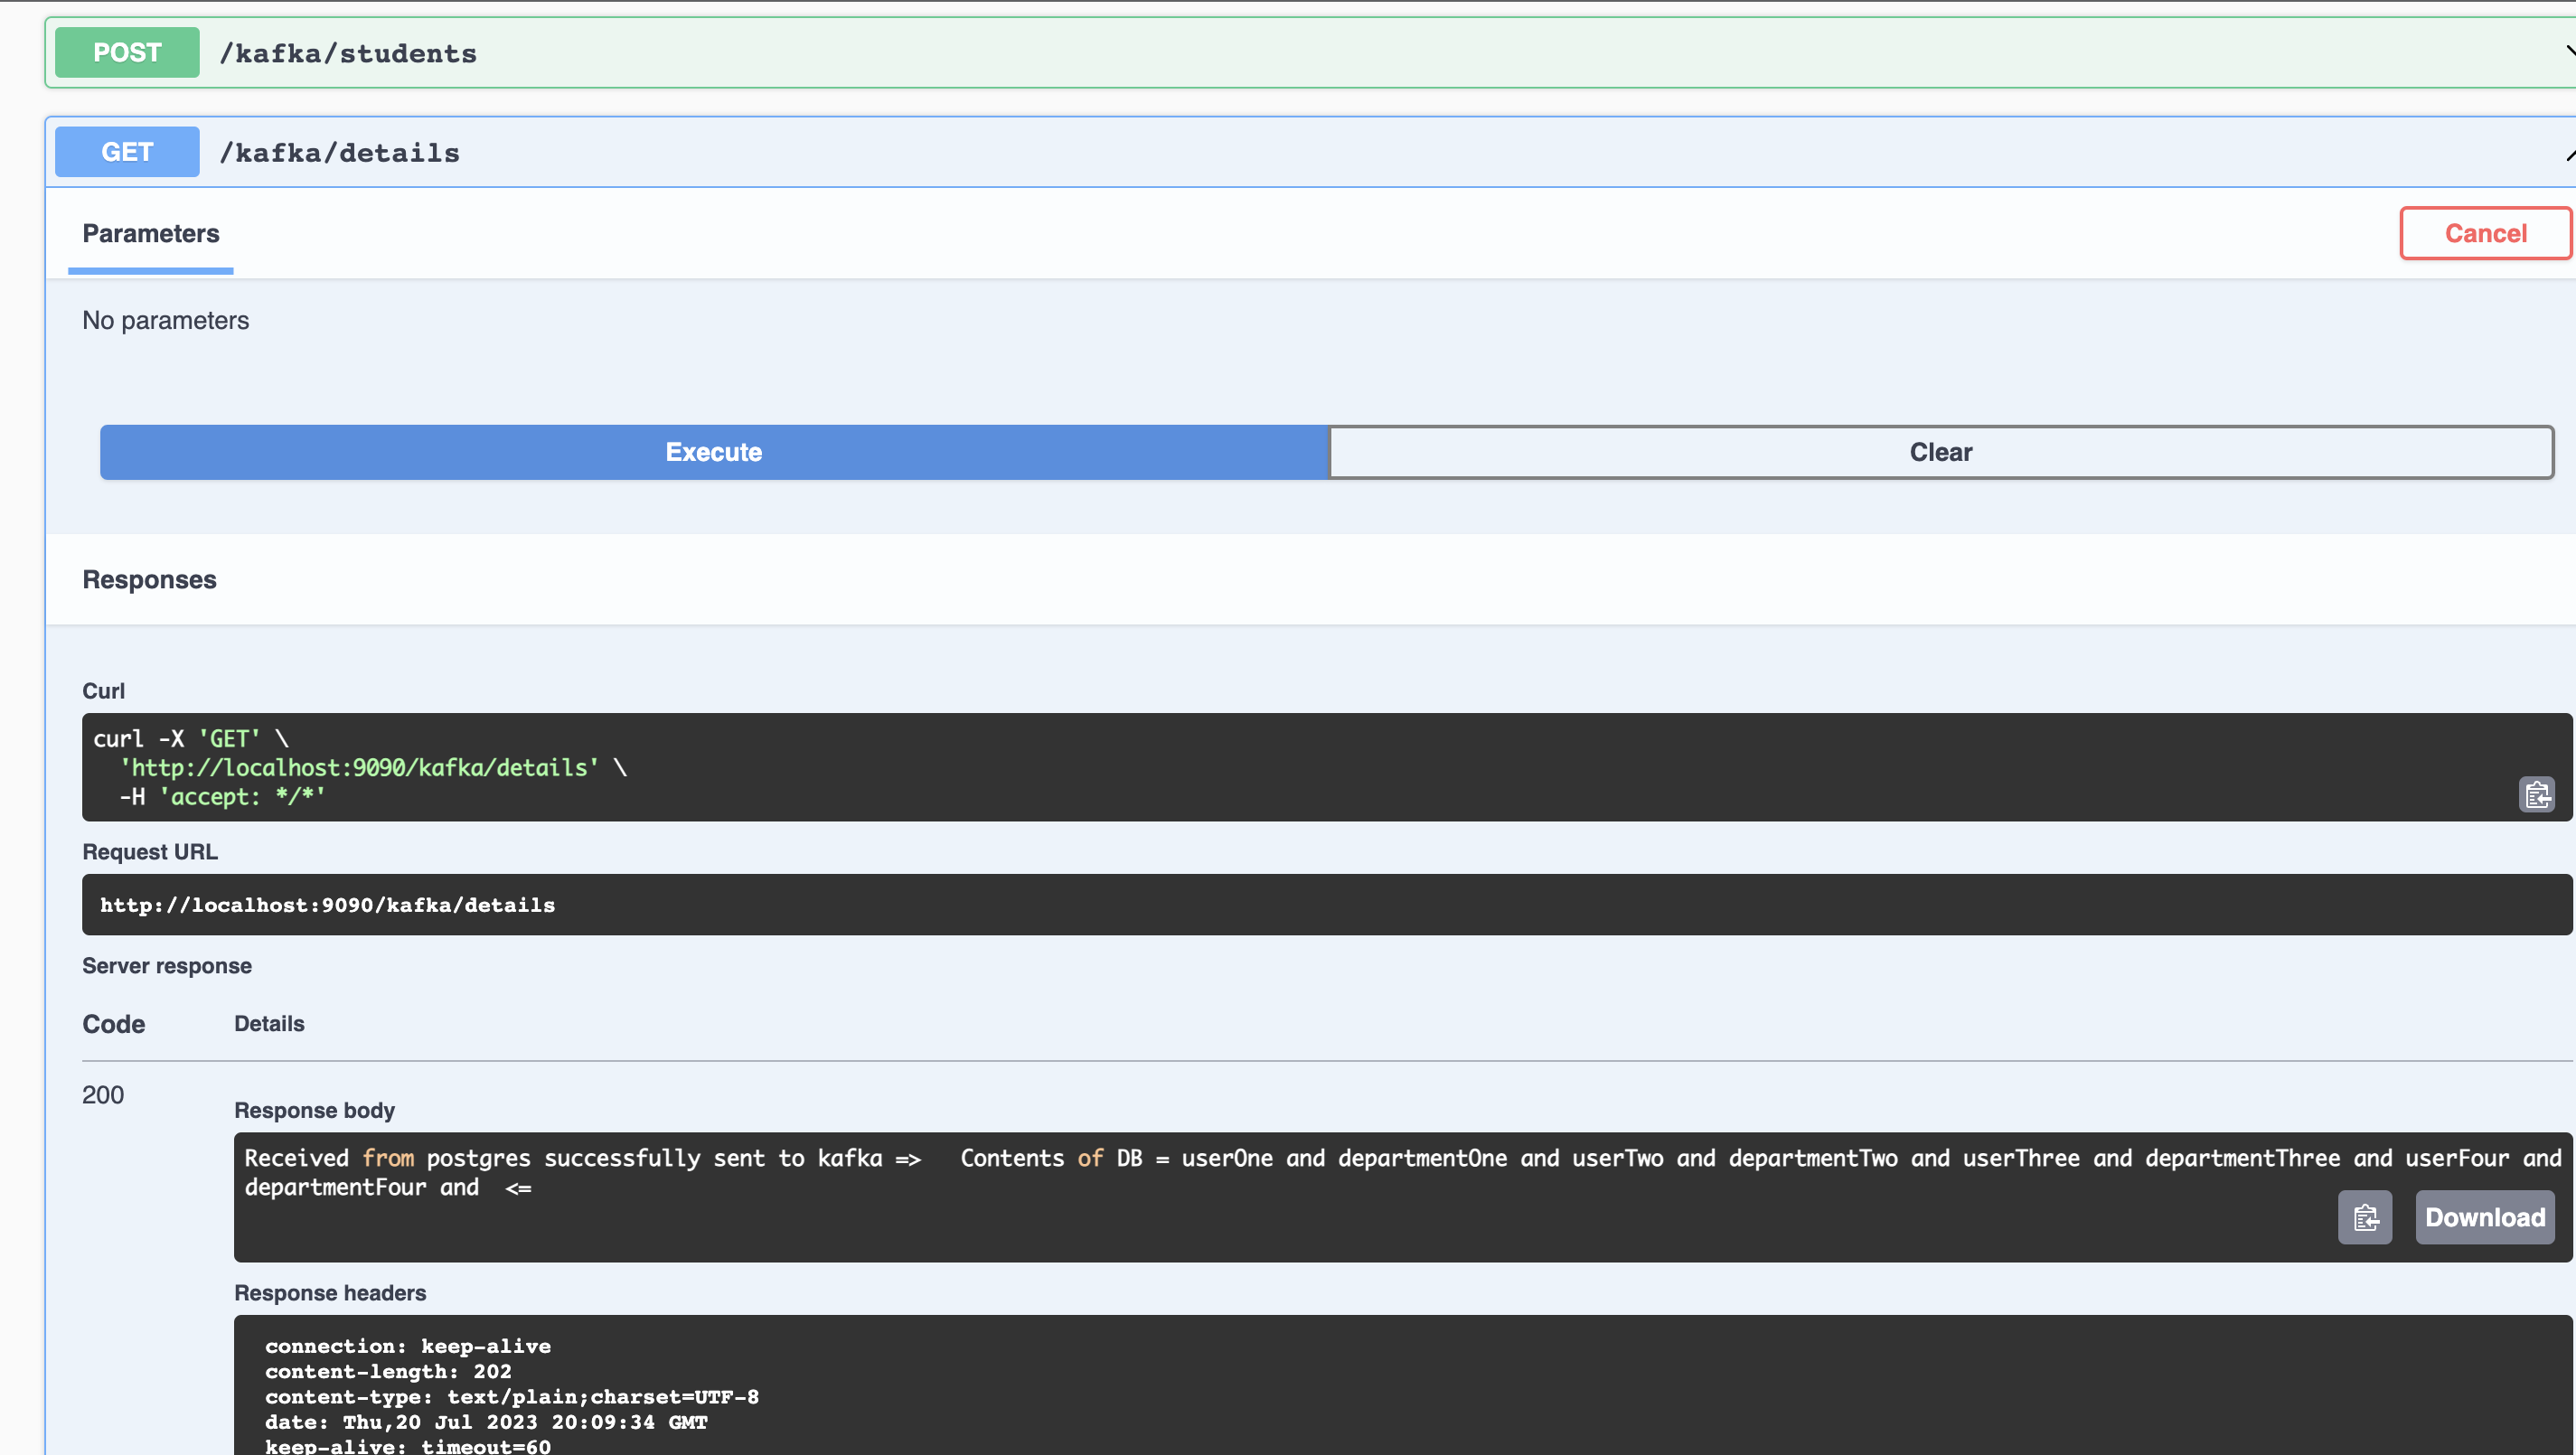 POST /kafka/students
GET /kafka/details
Parameters
Cancel
No parameters
Execute
Clear
Responses
Curl
curl -X 'GET' \
'http://localhost:9090/kafka/details' \
-H 'accept: */*'
Request URL
http://localhost:9090/kafka/details
Server response
Code Details
200
Response body
Received from postgres successfully sent to kafka =>   Contents of DB = userOne and departmentOne and userTwo and departmentTwo and userThree and departmentThree and userFour and
departmentFour and  <=
Download
Response headers
connection: keep-alive
content-length: 202
content-type: text/plain;charset=UTF-8
date: Thu,20 Jul 2023 20:09:34 GMT
keep-alive: timeout=60